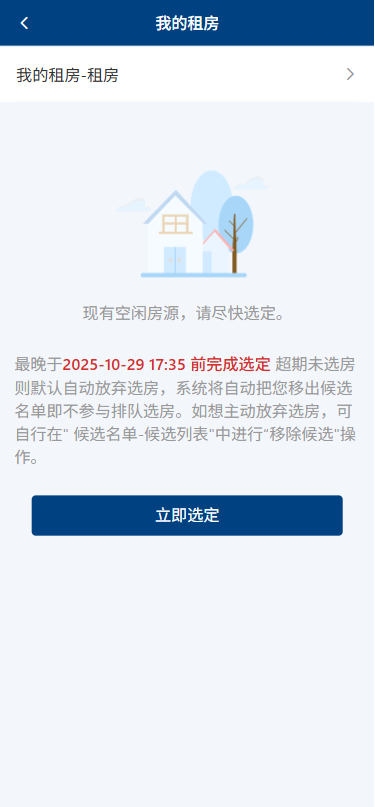 我的租房
我的租房-租房
现有空闲房源，请尽快选定。
最晚于2025-10-29 17:35 前完成选定 超期未选房
则默认自动放弃选房，系统将自动把您移出候选
名单即不参与排队选房。如想主动放弃选房，可
自行在" 候选名单-候选列表"中进行“移除候选”操
作。
立即选定